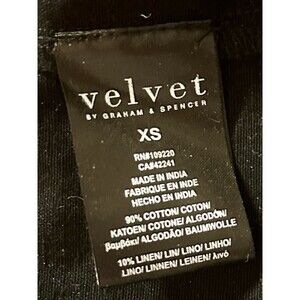 velvet
BY GRAHAM & SPENCER
XS
RN#109220
CA#42241
MADE IN INDIA
FABRIQUE EN INDE
HECHO EN INDIA
90% COTTON/ COTON/
KATOEN/ COTONE/ ALGODÓN/
βαμβάκι/ ALGODÃO/ BAUMWOLLE
10% LINEN/ LIN/ LINO/ LINHO/
LINO/ LINNEN/ LEINEN/ λινό